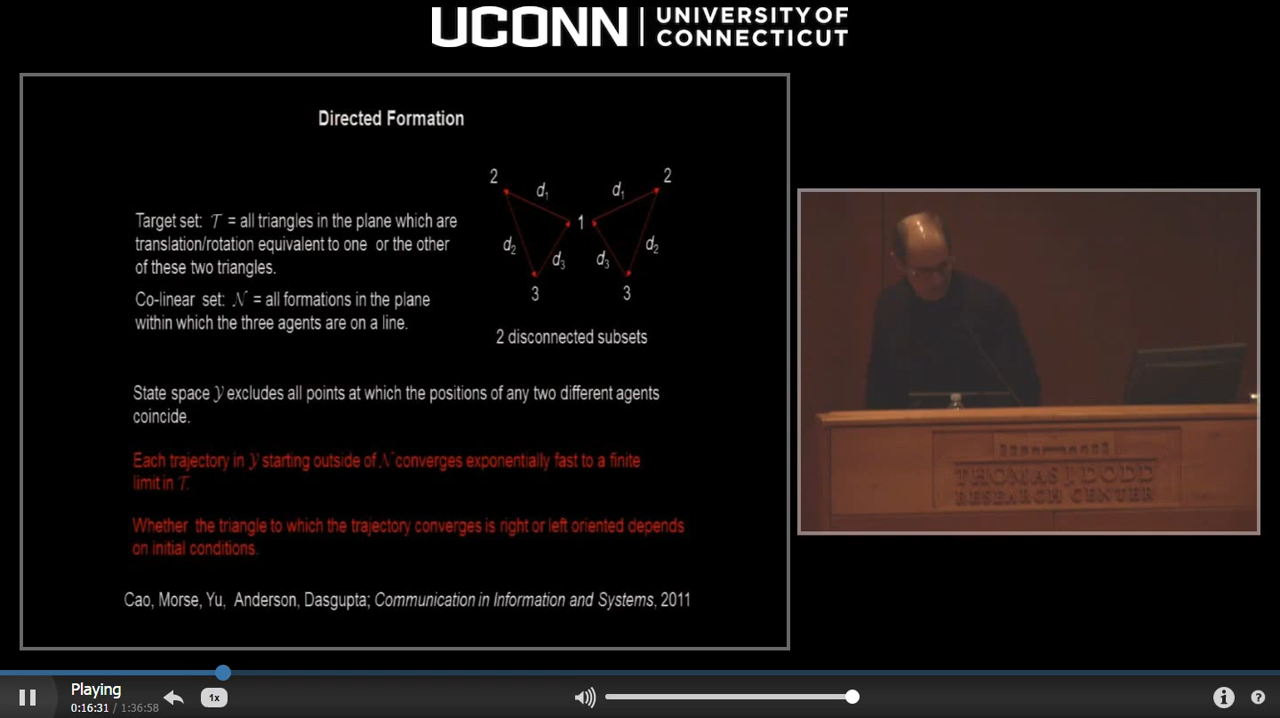 UCONN
UNIVERSITY OF
CONNECTICUT
Directed Formation
Target set: 𝒯 = all triangles in the plane which are
translation/rotation equivalent to one or the other
of these two triangles.
Co-linear set: 𝒩 = all formations in the plane
within which the three agents are on a line.
2 d₁ d₁ 2
1
d₂ d₃ d₃ d₂
3 3
2 disconnected subsets
State space 𝒴 excludes all points at which the positions of any two different agents
coincide.
Each trajectory in 𝒴 starting outside of 𝒩 converges exponentially fast to a finite
limit in 𝒯.
Whether the triangle to which the trajectory converges is right or left oriented depends
on initial conditions.
Cao, Morse, Yu, Anderson, Dasgupta; Communication in Information and Systems, 2011
THOMAS J DODD
RESEARCH CENTER
Playing
0:16:31 / 1:36:58
1x